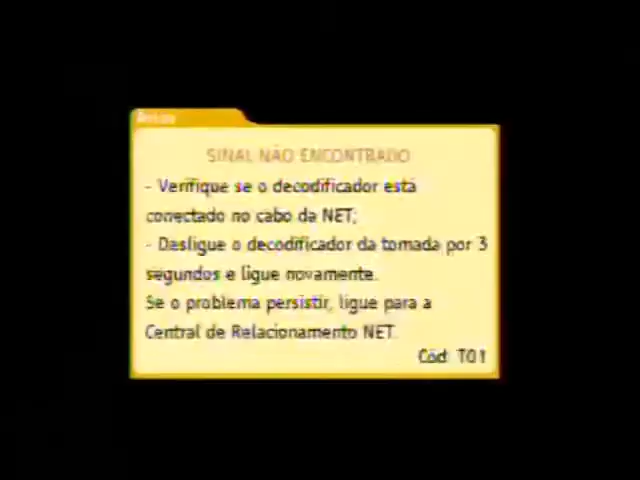 Aviso
SINAL NÃO ENCONTRADO
- Verifique se o decodificador está
conectado no cabo da NET;
- Desligue o decodificador da tomada por 3
segundos e ligue novamente.
Se o problema persistir, ligue para a
Central de Relacionamento NET.
Cód: T01